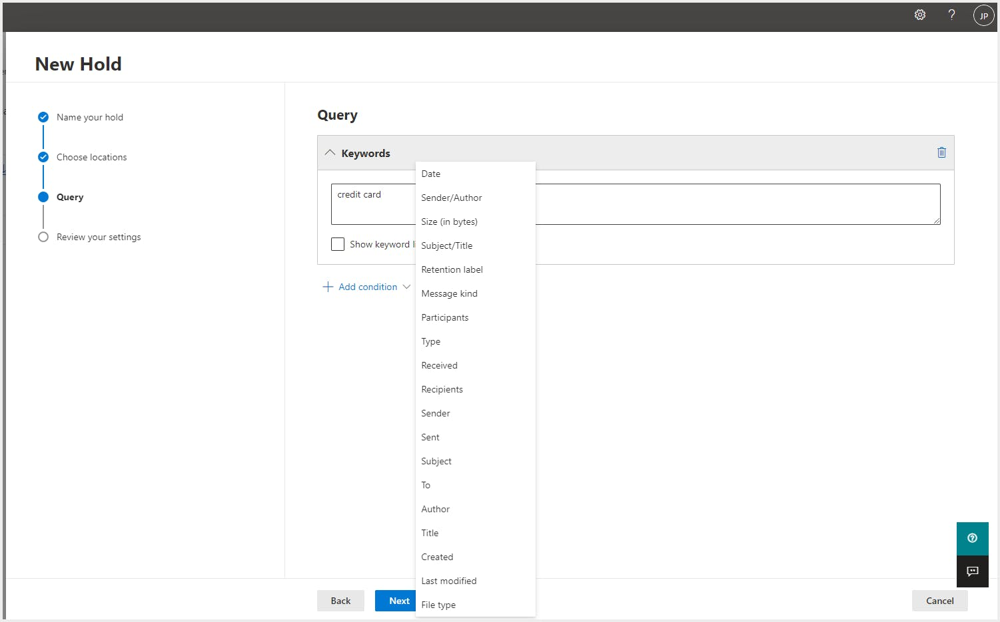 JP
New Hold
Name your hold
Choose locations
Query
Review your settings
Query
Keywords
credit card
Show keyword
Add condition
Date
Sender/Author
Size (in bytes)
Subject/Title
Retention label
Message kind
Participants
Type
Received
Recipients
Sender
Sent
Subject
To
Author
Title
Created
Last modified
File type
Back
Next
Cancel